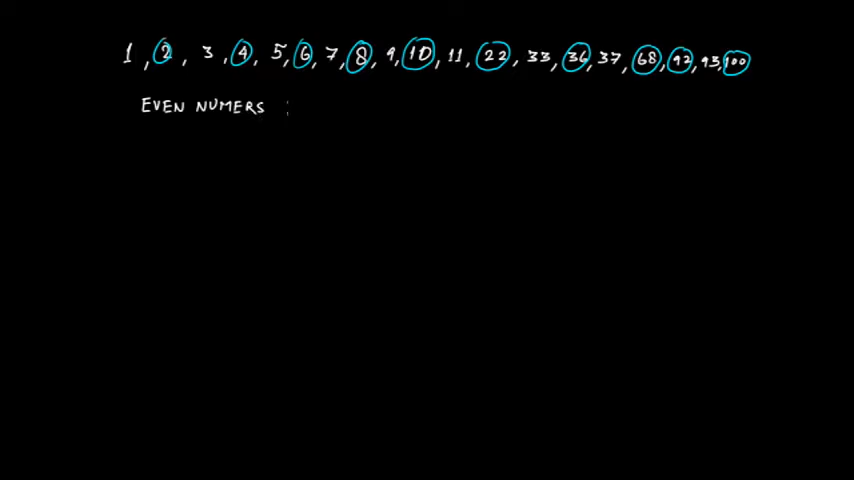 1, 2, 3, 4, 5, 6, 7, 8, 9, 10, 11, 22, 33, 36, 37, 68, 92, 93, 100
EVEN NUMERS :